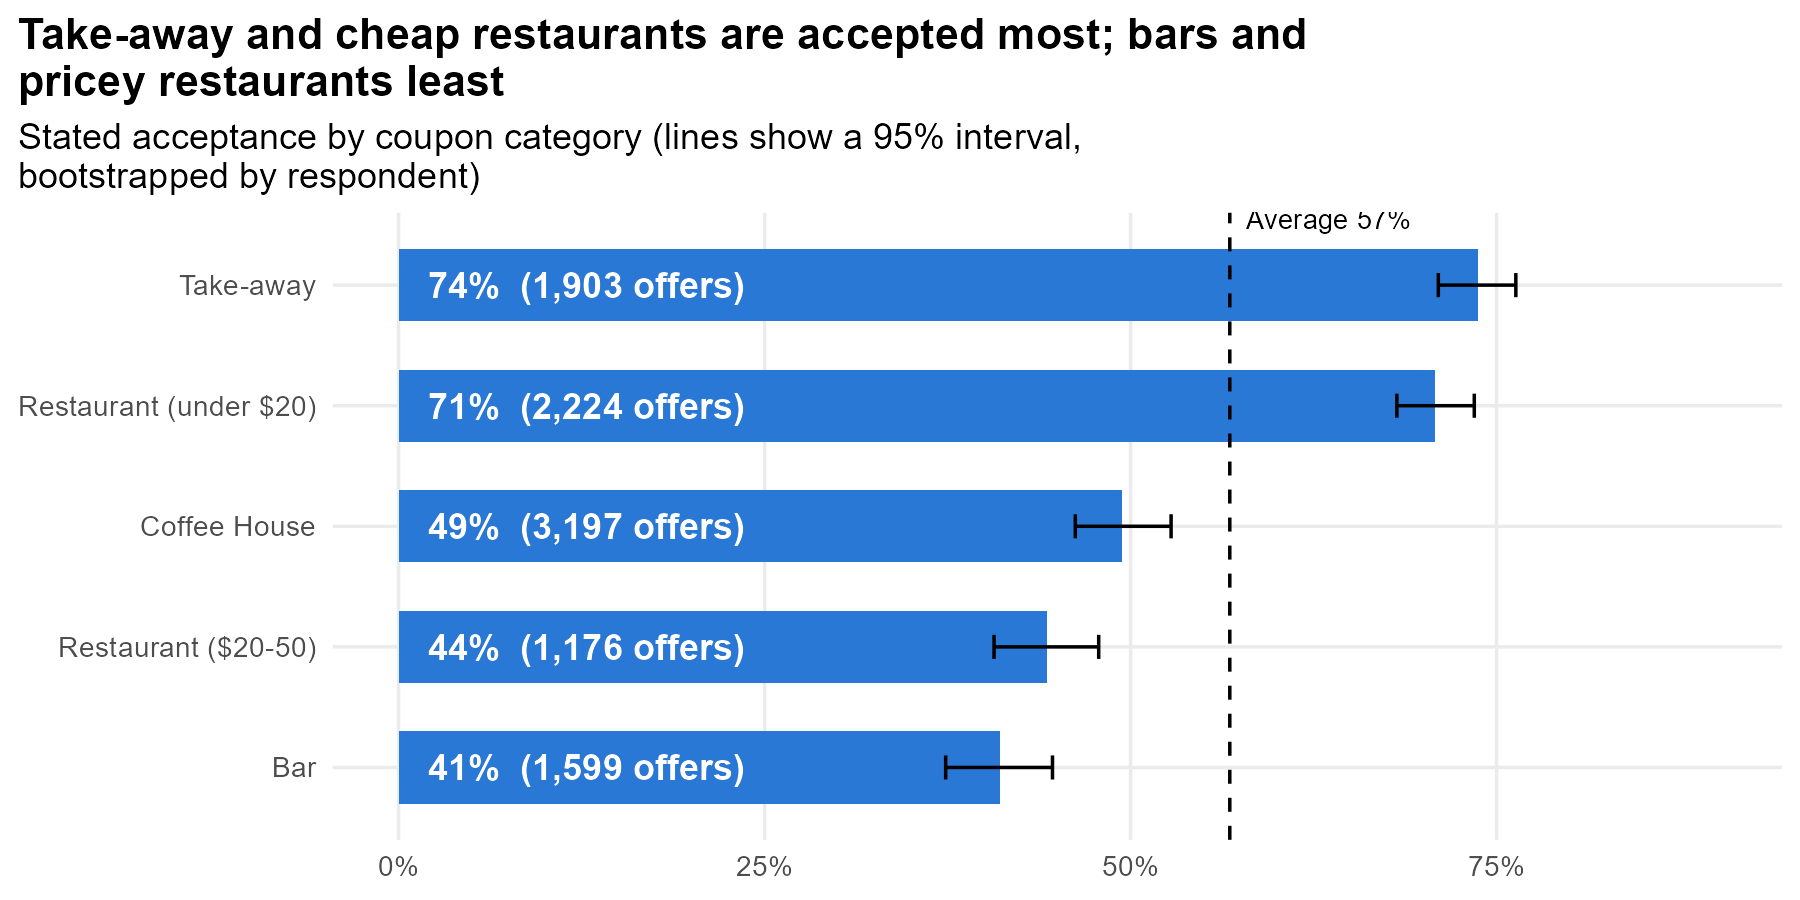 Take-away and cheap restaurants are accepted most; bars and
pricey restaurants least
Stated acceptance by coupon category (lines show a 95% interval,
bootstrapped by respondent)
Average 57%
Take-away
74% (1,903 offers)
Restaurant (under $20)
71% (2,224 offers)
Coffee House
49% (3,197 offers)
Restaurant ($20-50)
44% (1,176 offers)
Bar
41% (1,599 offers)
0%
25%
50%
75%